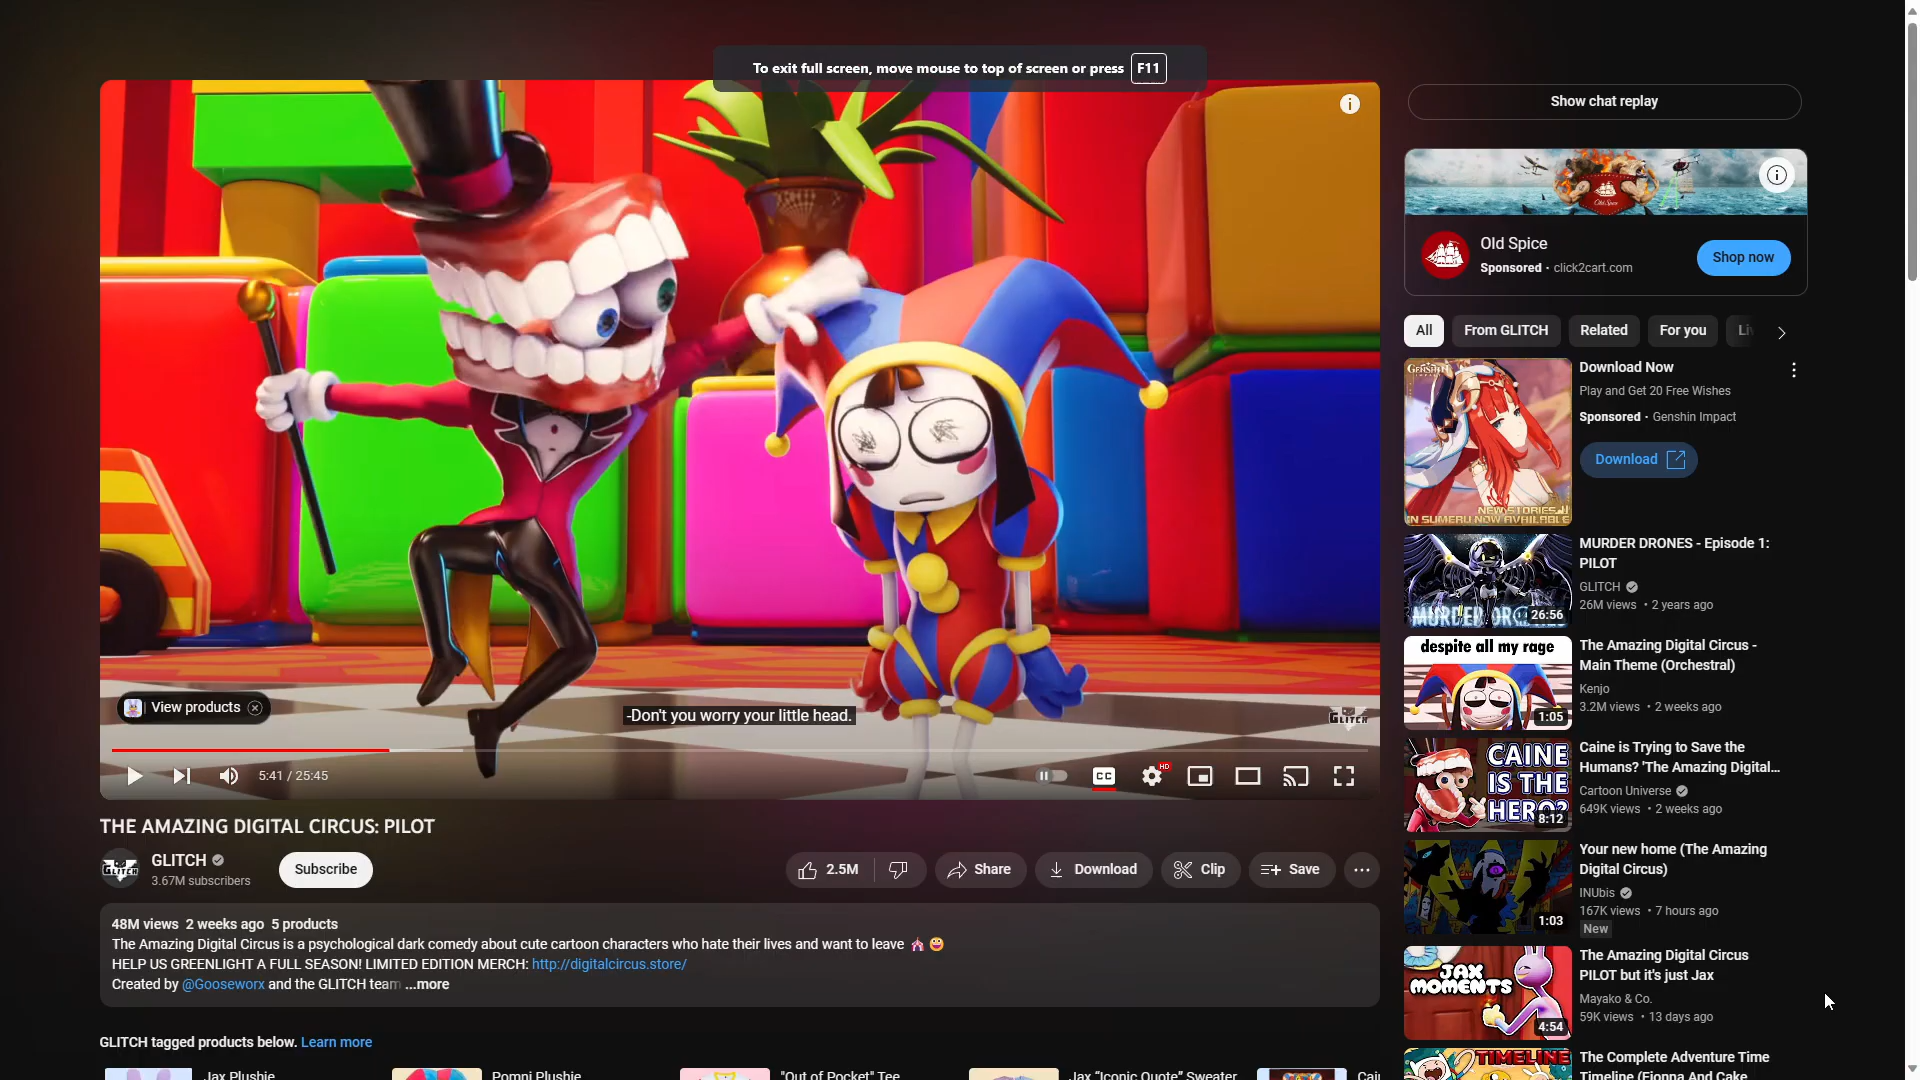 To exit full screen, move mouse to top of screen or press F11
Show chat replay
Old Spice
Sponsored · click2cart.com
Shop now
All
From GLITCH
Related
For you
Download Now
Play and Get 20 Free Wishes
Sponsored · Genshin Impact
Download
GENSHIN
NEW STORIES
IN SUMERU NOW AVAILABLE
MURDER DRONES - Episode 1:
PILOT
GLITCH
26M views • 2 years ago
26:56
despite all my rage
1:05
The Amazing Digital Circus -
Main Theme (Orchestral)
Kenjo
3.2M views • 2 weeks ago
CAINE
IS THE
HERO?
8:12
Caine is Trying to Save the
Humans? 'The Amazing Digital...
Cartoon Universe
649K views • 2 weeks ago
1:03
Your new home (The Amazing
Digital Circus)
INUbis
167K views • 7 hours ago
New
JAX
MOMENTS
4:54
The Amazing Digital Circus
PILOT but it's just Jax
Mayako & Co.
59K views • 13 days ago
TIMELINE
The Complete Adventure Time
Timeline (Fionna And Cake
View products
-Don't you worry your little head.
GLITCH
5:41 / 25:45
CC
HD
THE AMAZING DIGITAL CIRCUS: PILOT
GLITCH
3.67M subscribers
Subscribe
2.5M
Share
Download
Clip
Save
48M views 2 weeks ago 5 products
The Amazing Digital Circus is a psychological dark comedy about cute cartoon characters who hate their lives and want to leave
HELP US GREENLIGHT A FULL SEASON! LIMITED EDITION MERCH: http://digitalcircus.store/
Created by @Gooseworx and the GLITCH team ...more
GLITCH tagged products below. Learn more
Jax Plushie
Pomni Plushie
"Out of Pocket" Tee
Jax "Iconic Quote" Sweater